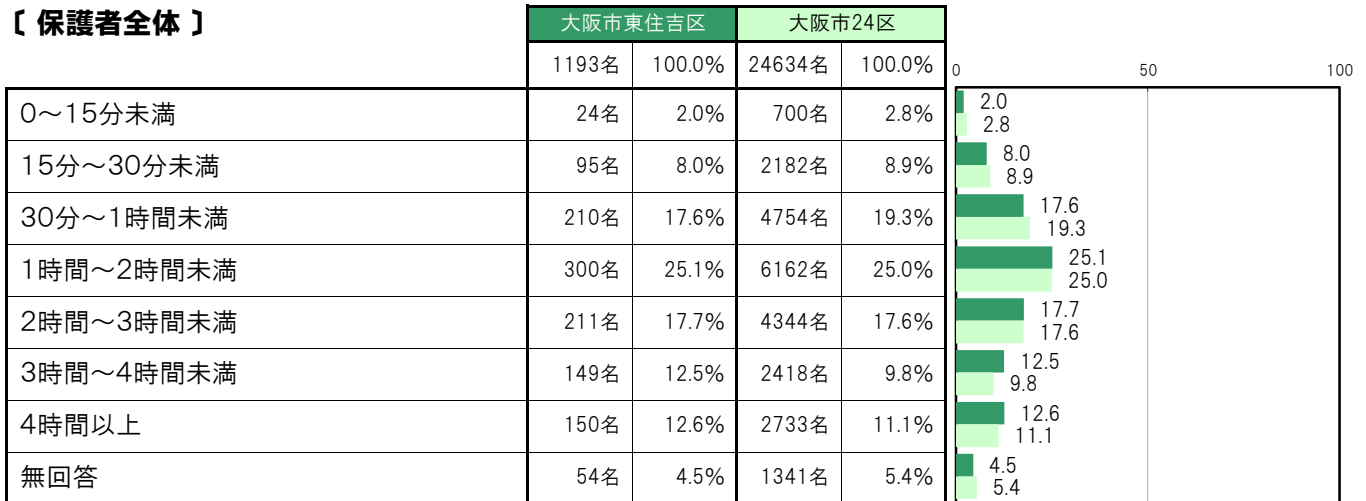 〔 保護者全体 〕
大阪市東住吉区 大阪市24区
1193名 100.0% 24634名 100.0%
0 50 100
0～15分未満 24名 2.0% 700名 2.8%
2.0
2.8
15分～30分未満 95名 8.0% 2182名 8.9%
8.0
8.9
30分～1時間未満 210名 17.6% 4754名 19.3%
17.6
19.3
1時間～2時間未満 300名 25.1% 6162名 25.0%
25.1
25.0
2時間～3時間未満 211名 17.7% 4344名 17.6%
17.7
17.6
3時間～4時間未満 149名 12.5% 2418名 9.8%
12.5
9.8
4時間以上 150名 12.6% 2733名 11.1%
12.6
11.1
無回答 54名 4.5% 1341名 5.4%
4.5
5.4